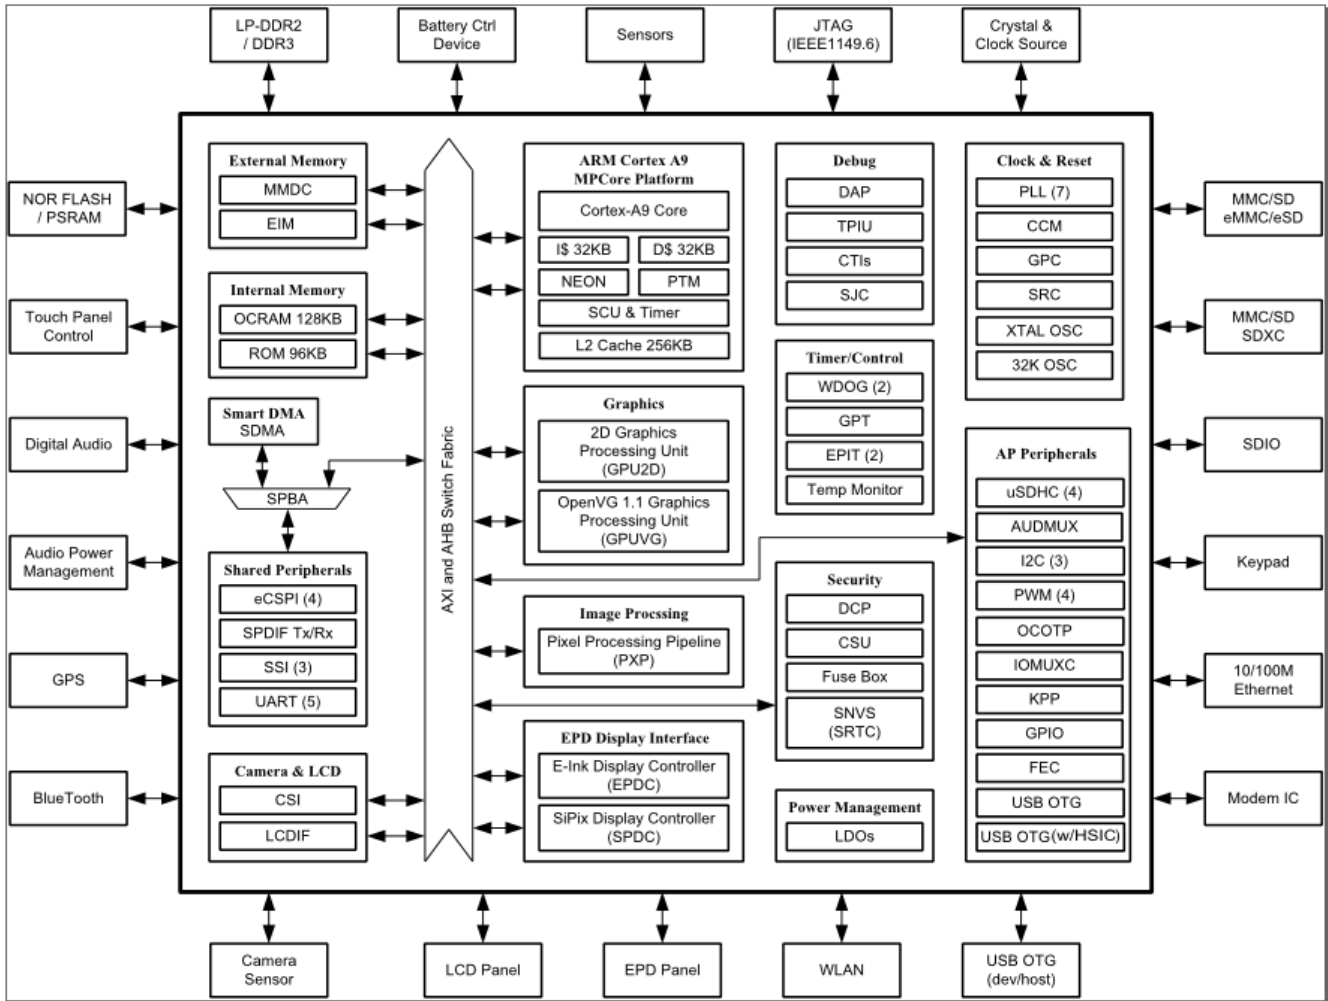 LP-DDR2
/ DDR3
Battery Ctrl
Device
Sensors
JTAG
(IEEE1149.6)
Crystal &
Clock Source
NOR FLASH
/ PSRAM
Touch Panel
Control
Digital Audio
Audio Power
Management
GPS
BlueTooth
External Memory
MMDC
EIM
Internal Memory
OCRAM 128KB
ROM 96KB
Smart DMA
SDMA
SPBA
Shared Peripherals
eCSPI (4)
SPDIF Tx/Rx
SSI (3)
UART (5)
Camera & LCD
CSI
LCDIF
AXI and AHB Switch Fabric
ARM Cortex A9
MPCore Platform
Cortex-A9 Core
I$ 32KB
D$ 32KB
NEON
PTM
SCU & Timer
L2 Cache 256KB
Graphics
2D Graphics
Processing Unit
(GPU2D)
OpenVG 1.1 Graphics
Processing Unit
(GPUVG)
Image Procssing
Pixel Processing Pipeline
(PXP)
EPD Display Interface
E-Ink Display Controller
(EPDC)
SiPix Display Controller
(SPDC)
Debug
DAP
TPIU
CTIs
SJC
Timer/Control
WDOG (2)
GPT
EPIT (2)
Temp Monitor
Security
DCP
CSU
Fuse Box
SNVS
(SRTC)
Power Management
LDOs
Clock & Reset
PLL (7)
CCM
GPC
SRC
XTAL OSC
32K OSC
AP Peripherals
uSDHC (4)
AUDMUX
I2C (3)
PWM (4)
OCOTP
IOMUXC
KPP
GPIO
FEC
USB OTG
USB OTG(w/HSIC)
MMC/SD
eMMC/eSD
MMC/SD
SDXC
SDIO
Keypad
10/100M
Ethernet
Modem IC
Camera
Sensor
LCD Panel
EPD Panel
WLAN
USB OTG
(dev/host)